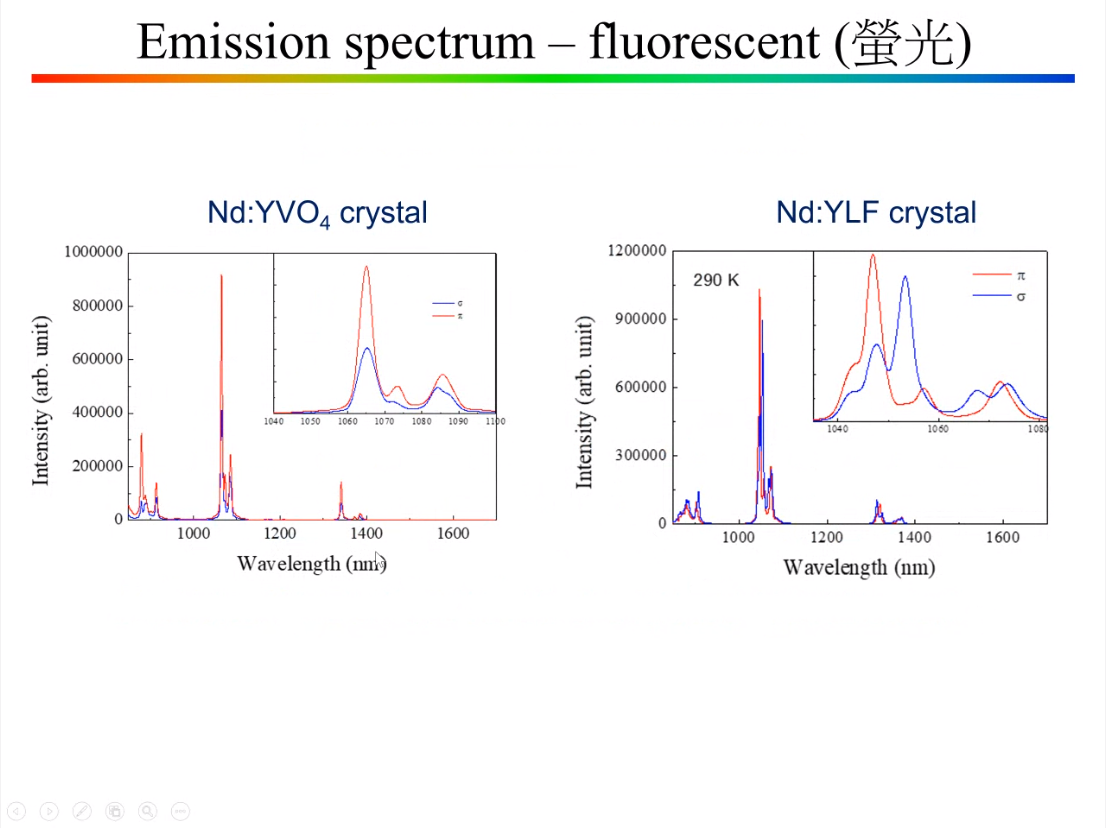 Emission spectrum – fluorescent (螢光)
Nd:YVO₄ crystal
Intensity (arb. unit)
1000000
800000
600000
400000
200000
0
1000 1200 1400 1600
Wavelength (nm)
σ
π
1040 1050 1060 1070 1080 1090 1100
Nd:YLF crystal
Intensity (arb. unit)
1200000
900000
600000
300000
0
1000 1200 1400 1600
Wavelength (nm)
290 K
π
σ
1040 1060 1080